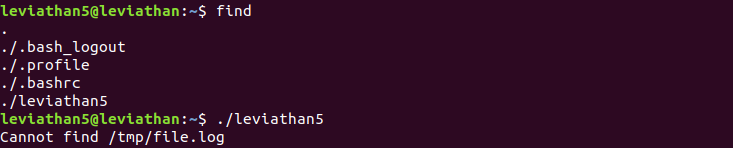 leviathan5@leviathan:~$ find
.
./.bash_logout
./.profile
./.bashrc
./leviathan5
leviathan5@leviathan:~$ ./leviathan5
Cannot find /tmp/file.log